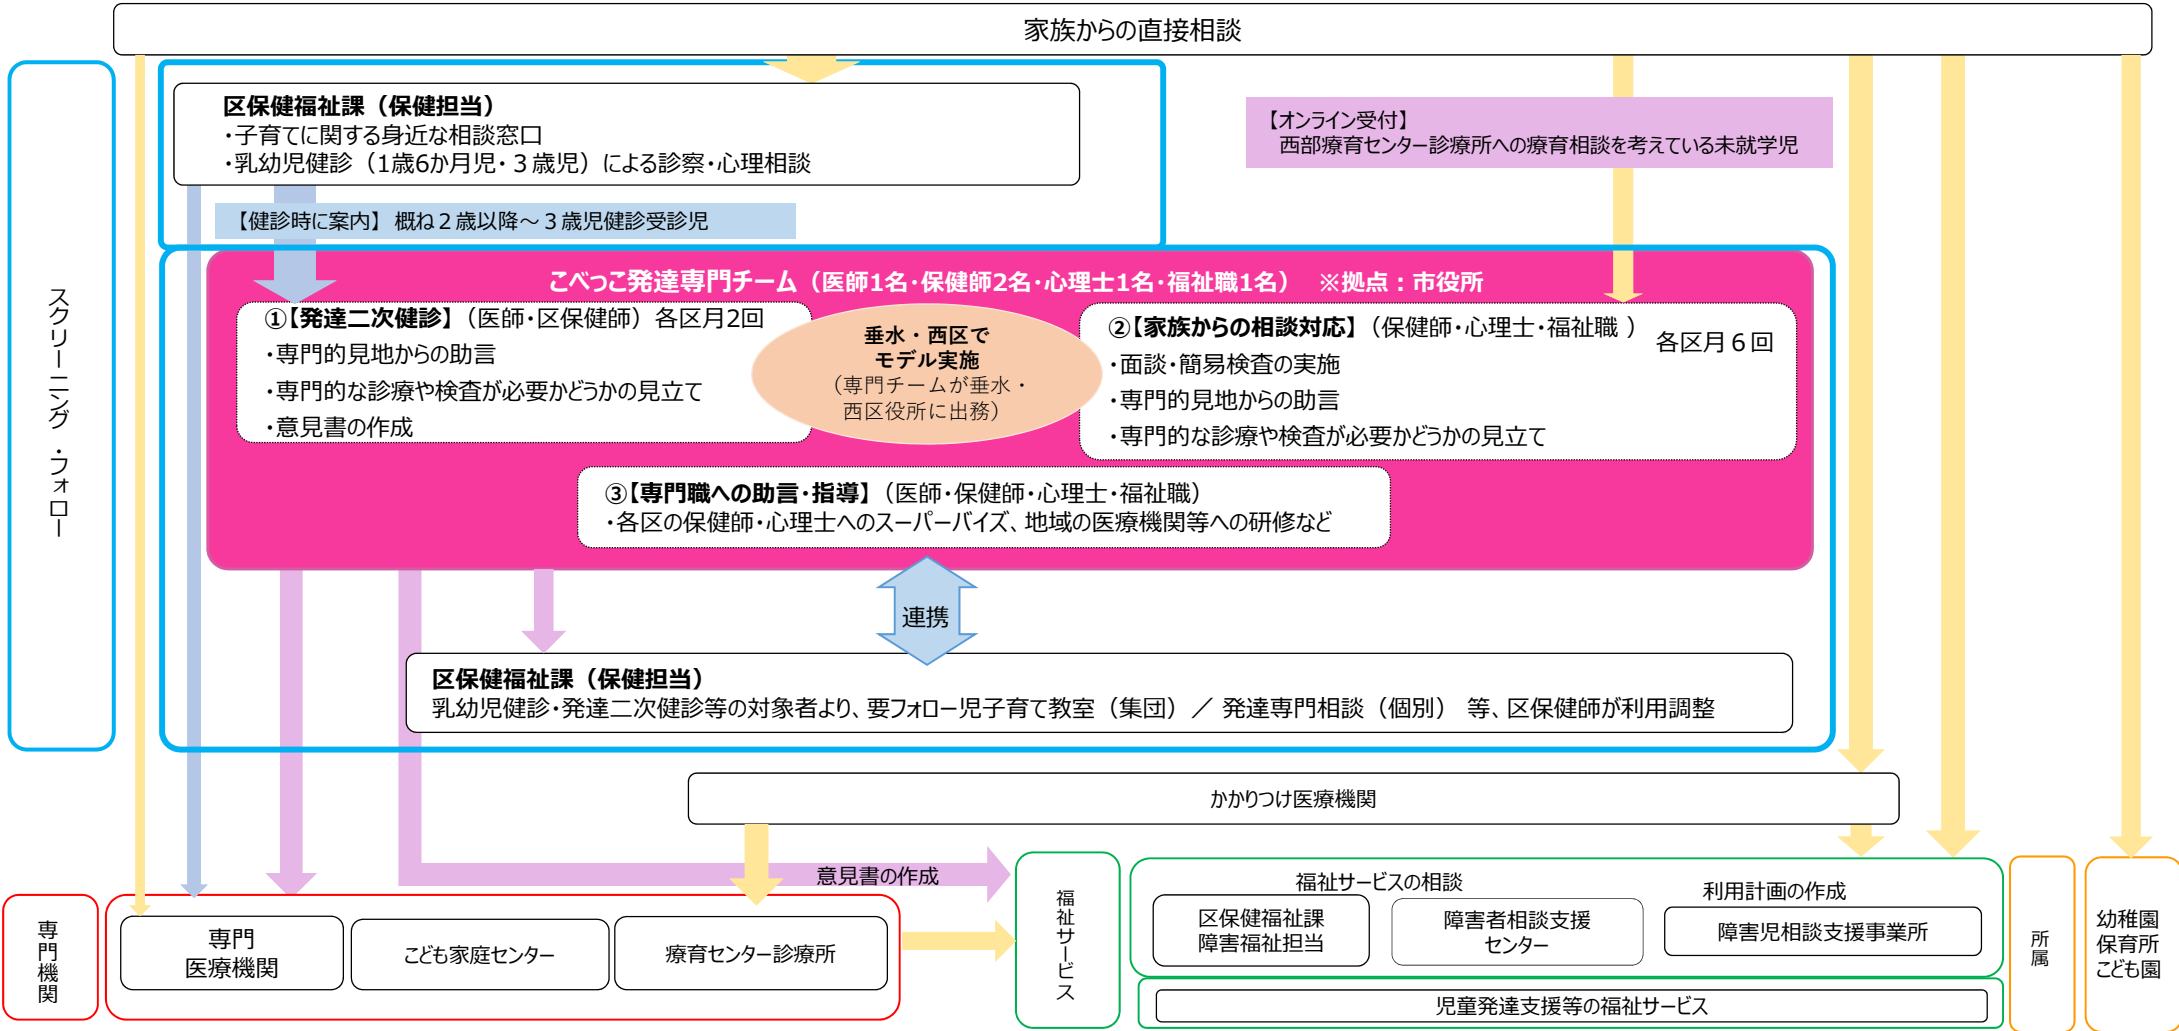 家族からの直接相談
スクリーニング・フォロー
区保健福祉課（保健担当）
・子育てに関する身近な相談窓口
・乳幼児健診（1歳6か月児・３歳児）による診察・心理相談
【オンライン受付】
西部療育センター診療所への療育相談を考えている未就学児
【健診時に案内】 概ね２歳以降～３歳児健診受診児
こべっこ発達専門チーム（医師1名・保健師2名・心理士1名・福祉職1名）　※拠点：市役所
①【発達二次健診】（医師・区保健師）各区月2回
・専門的見地からの助言
・専門的な診療や検査が必要かどうかの見立て
・意見書の作成
垂水・西区で
モデル実施
（専門チームが垂水・
西区役所に出務）
②【家族からの相談対応】（保健師・心理士・福祉職 ）
各区月６回
・面談・簡易検査の実施
・専門的見地からの助言
・専門的な診療や検査が必要かどうかの見立て
③【専門職への助言・指導】（医師・保健師・心理士・福祉職）
・各区の保健師・心理士へのスーパーバイズ、地域の医療機関等への研修など
連携
区保健福祉課（保健担当）
乳幼児健診・発達二次健診等の対象者より、要フォロー児子育て教室（集団）／ 発達専門相談（個別） 等、区保健師が利用調整
かかりつけ医療機関
意見書の作成
専門機関
専門
医療機関
こども家庭センター
療育センター診療所
福祉サービス
福祉サービスの相談
区保健福祉課
障害福祉担当
障害者相談支援
センター
利用計画の作成
障害児相談支援事業所
児童発達支援等の福祉サービス
所属
幼稚園
保育所
こども園